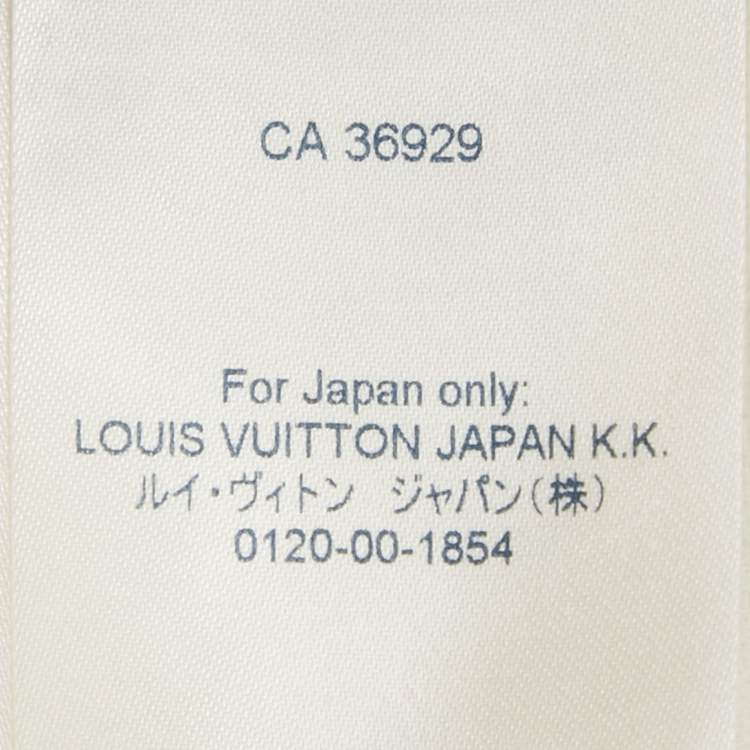 CA 36929
For Japan only:
LOUIS VUITTON JAPAN K.K.
ルイ・ヴィトン　ジャパン(株)
0120-00-1854